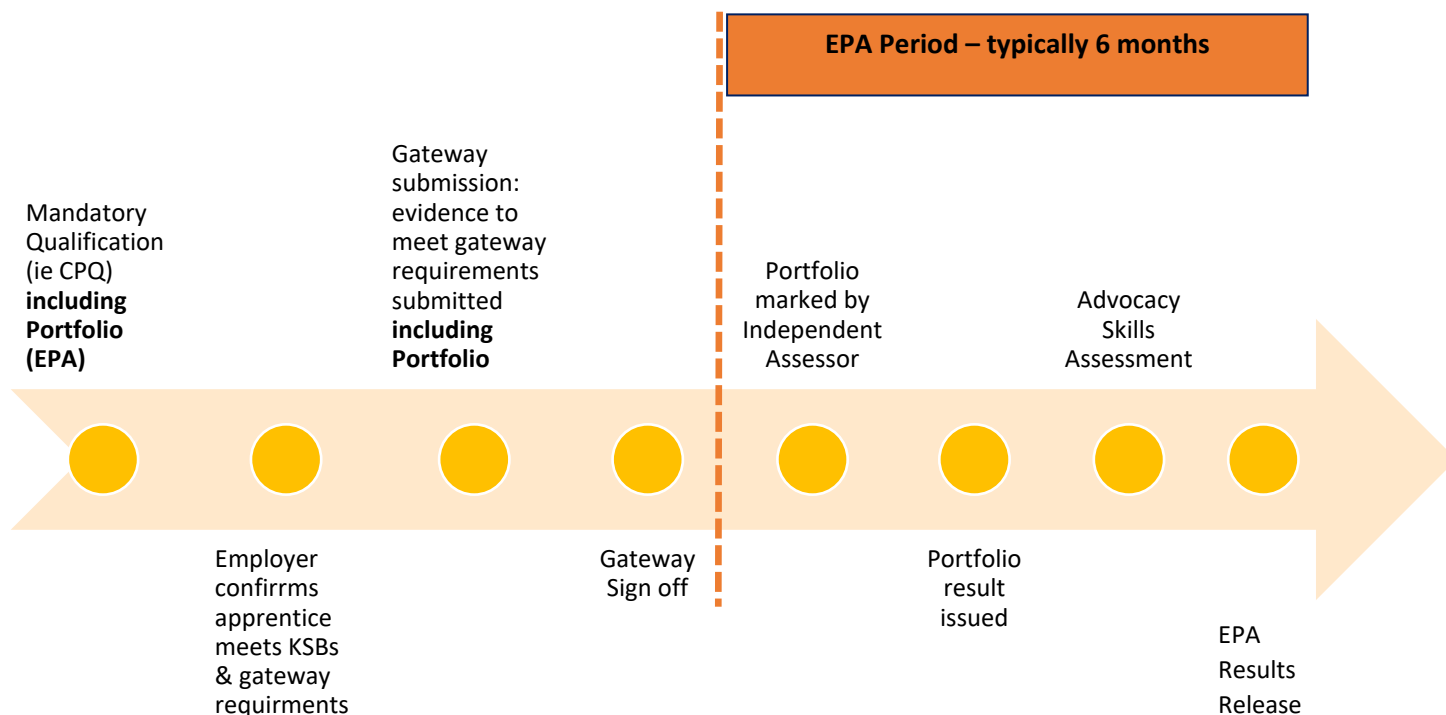 EPA Period – typically 6 months
Mandatory
Qualification
(ie CPQ)
including
Portfolio
(EPA)
Employer
confirrms
apprentice
meets KSBs
& gateway
requirments
Gateway
submission:
evidence to
meet gateway
requirements
submitted
including
Portfolio
Gateway
Sign off
Portfolio
marked by
Independent
Assessor
Portfolio
result
issued
Advocacy
Skills
Assessment
EPA
Results
Release